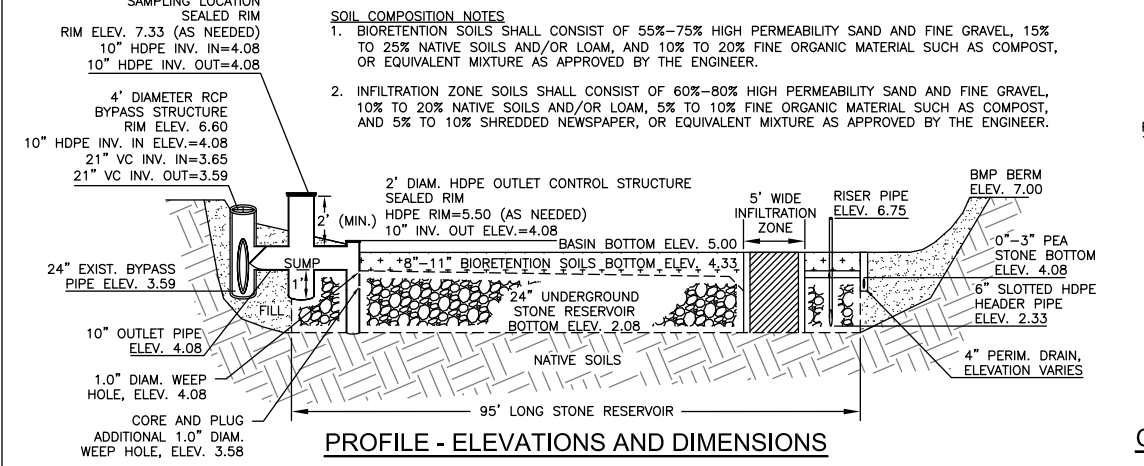 SAMPLING LOCATION
SEALED RIM
RIM ELEV. 7.33 (AS NEEDED)
10" HDPE INV. IN=4.08
10" HDPE INV. OUT=4.08
4' DIAMETER RCP
BYPASS STRUCTURE
RIM ELEV. 6.60
10" HDPE INV. IN ELEV.=4.08
21" VC INV. IN=3.65
21" VC INV. OUT=3.59
SOIL COMPOSITION NOTES
1. BIORETENTION SOILS SHALL CONSIST OF 55%-75% HIGH PERMEABILITY SAND AND FINE GRAVEL, 15%
TO 25% NATIVE SOILS AND/OR LOAM, AND 10% TO 20% FINE ORGANIC MATERIAL SUCH AS COMPOST,
OR EQUIVALENT MIXTURE AS APPROVED BY THE ENGINEER.
2. INFILTRATION ZONE SOILS SHALL CONSIST OF 60%-80% HIGH PERMEABILITY SAND AND FINE GRAVEL,
10% TO 20% NATIVE SOILS AND/OR LOAM, 5% TO 10% FINE ORGANIC MATERIAL SUCH AS COMPOST,
AND 5% TO 10% SHREDDED NEWSPAPER, OR EQUIVALENT MIXTURE AS APPROVED BY THE ENGINEER.
2' (MIN.)
2' DIAM. HDPE OUTLET CONTROL STRUCTURE
SEALED RIM
HDPE RIM=5.50 (AS NEEDED)
10" INV. OUT ELEV.=4.08
5' WIDE
INFILTRATION
ZONE
RISER PIPE
ELEV. 6.75
BMP BERM
ELEV. 7.00
BASIN BOTTOM ELEV. 5.00
8"-11" BIORETENTION SOILS BOTTOM ELEV. 4.33
SUMP
1'
FILL
24" UNDERGROUND
STONE RESERVOIR
BOTTOM ELEV. 2.08
NATIVE SOILS
0"-3" PEA
STONE BOTTOM
ELEV. 4.08
6" SLOTTED HDPE
HEADER PIPE
ELEV. 2.33
4" PERIM. DRAIN,
ELEVATION VARIES
24" EXIST. BYPASS
PIPE ELEV. 3.59
10" OUTLET PIPE
ELEV. 4.08
1.0" DIAM. WEEP
HOLE, ELEV. 4.08
CORE AND PLUG
ADDITIONAL 1.0" DIAM.
WEEP HOLE, ELEV. 3.58
95' LONG STONE RESERVOIR
PROFILE - ELEVATIONS AND DIMENSIONS